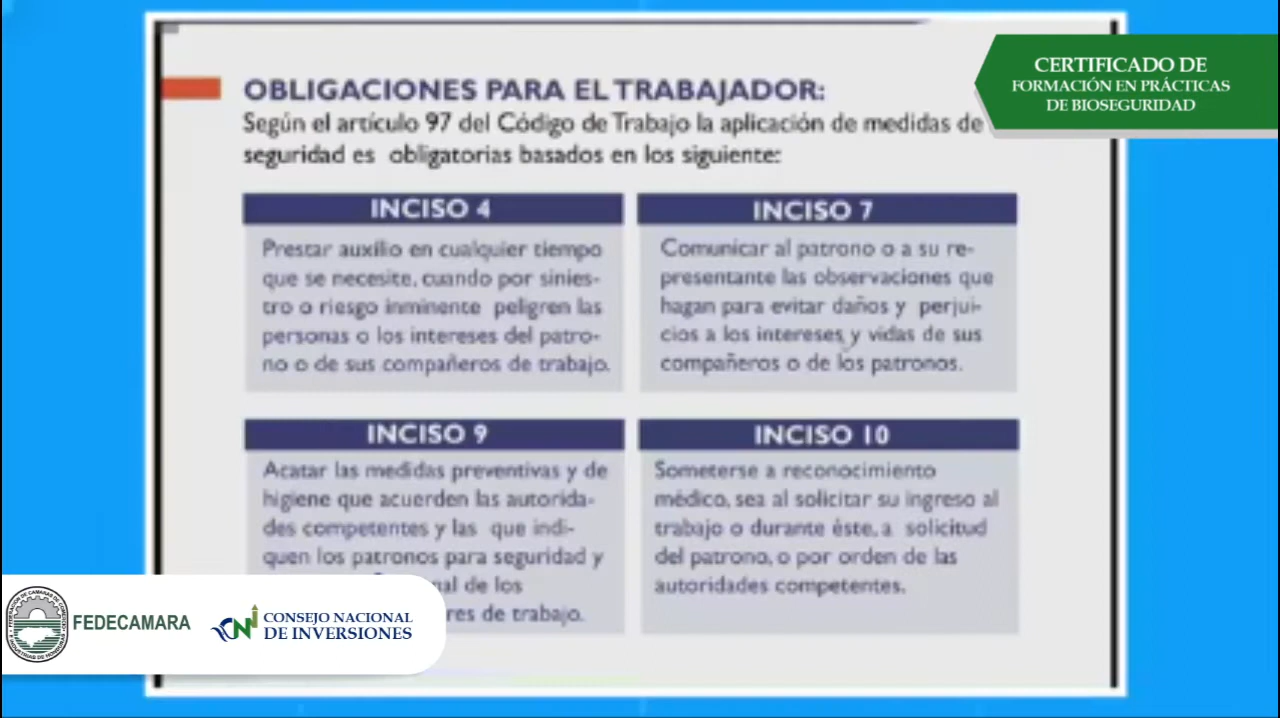 OBLIGACIONES PARA EL TRABAJADOR:
Según el artículo 97 del Código de Trabajo la aplicación de medidas de
seguridad es obligatorias basados en los siguiente:
CERTIFICADO DE
FORMACIÓN EN PRÁCTICAS
DE BIOSEGURIDAD
INCISO 4
Prestar auxilio en cualquier tiempo
que se necesite, cuando por sinies-
tro o riesgo inminente peligren las
personas o los intereses del patro-
no o de sus compañeros de trabajo.
INCISO 7
Comunicar al patrono o a su re-
presentante las observaciones que
hagan para evitar daños y perjui-
cios a los intereses y vidas de sus
compañeros o de los patronos.
INCISO 9
Acatar las medidas preventivas y de
higiene que acuerden las autorida-
des competentes y las que indi-
quen los patronos para seguridad y
de los
de trabajo.
INCISO 10
Someterse a reconocimiento
médico, sea al solicitar su ingreso al
trabajo o durante éste, a solicitud
del patrono, o por orden de las
autoridades competentes.
FEDECAMARA
CNI CONSEJO NACIONAL
DE INVERSIONES